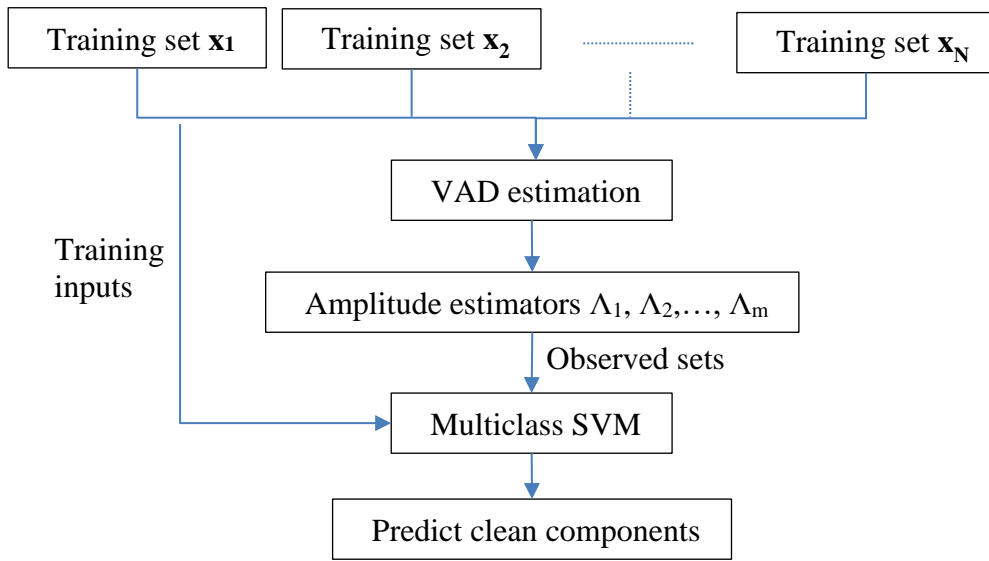 Training set x1
Training set x2
Training set xN
VAD estimation
Training
inputs
Amplitude estimators Λ1, Λ2,…, Λm
Observed sets
Multiclass SVM
Predict clean components